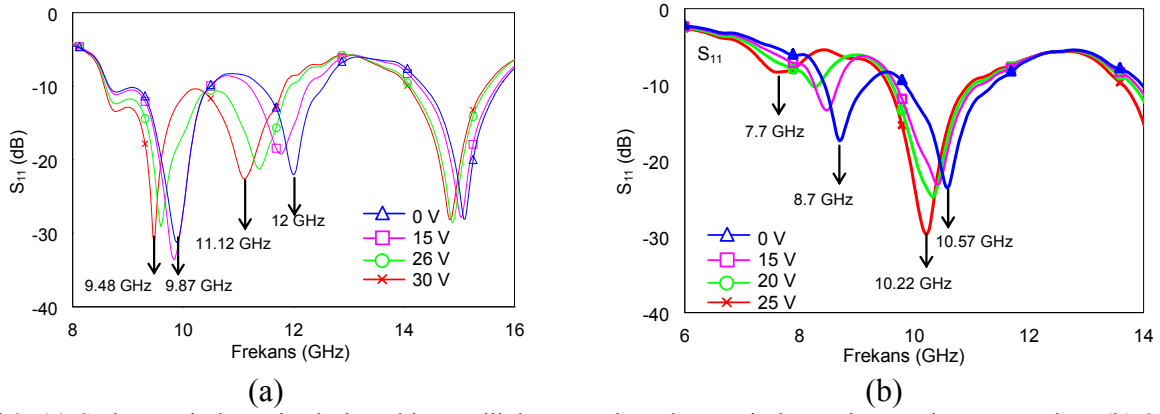 0
-10
-20
-30
-40
S11 (dB)
8
10
12
14
16
Frekans (GHz)
9.48 GHz
9.87 GHz
11.12 GHz
12 GHz
0 V
15 V
26 V
30 V
(a)
0
-10
-20
-30
-40
S11 (dB)
S11
6
8
10
12
14
Frekans (GHz)
7.7 GHz
8.7 GHz
10.22 GHz
10.57 GHz
0 V
15 V
20 V
25 V
(b)